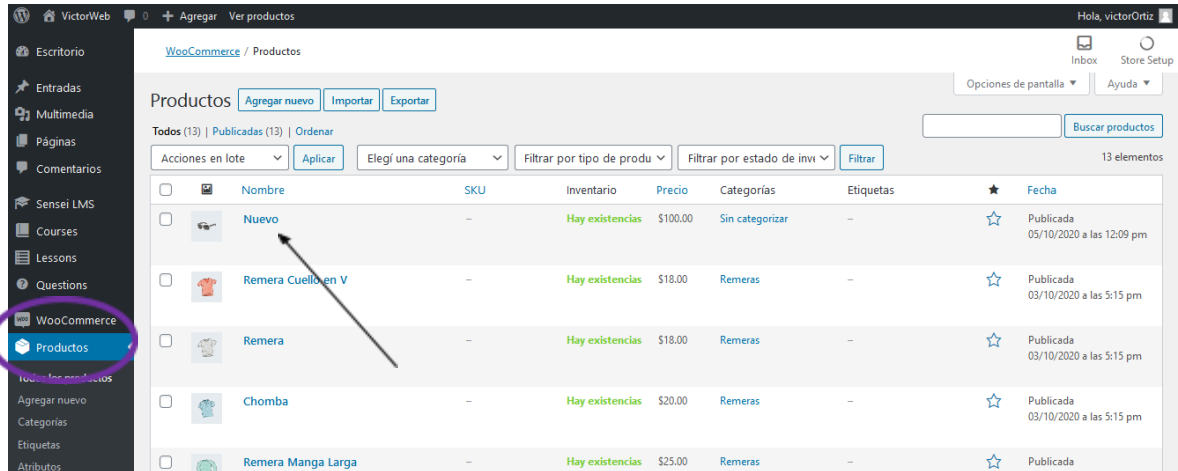 VictorWeb 0 + Agregar Ver productos Hola, victorOrtiz
Escritorio
Entradas
Multimedia
Páginas
Comentarios
Sensei LMS
Courses
Lessons
Questions
WooCommerce
Productos
Todos los productos
Agregar nuevo
Categorías
Etiquetas
Atributos
WooCommerce / Productos
Inbox Store Setup
Opciones de pantalla ▼ Ayuda ▼
Productos Agregar nuevo Importar Exportar
Todos (13) | Publicadas (13) | Ordenar
Buscar productos
Acciones en lote Aplicar Elegí una categoría Filtrar por tipo de produ Filtrar por estado de inv Filtrar 13 elementos
Nombre SKU Inventario Precio Categorías Etiquetas ★ Fecha
Nuevo – Hay existencias $100.00 Sin categorizar – Publicada
05/10/2020 a las 12:09 pm
Remera Cuello en V – Hay existencias $18.00 Remeras – Publicada
03/10/2020 a las 5:15 pm
Remera – Hay existencias $18.00 Remeras – Publicada
03/10/2020 a las 5:15 pm
Chomba – Hay existencias $20.00 Remeras – Publicada
03/10/2020 a las 5:15 pm
Remera Manga Larga – Hay existencias $25.00 Remeras – Publicada